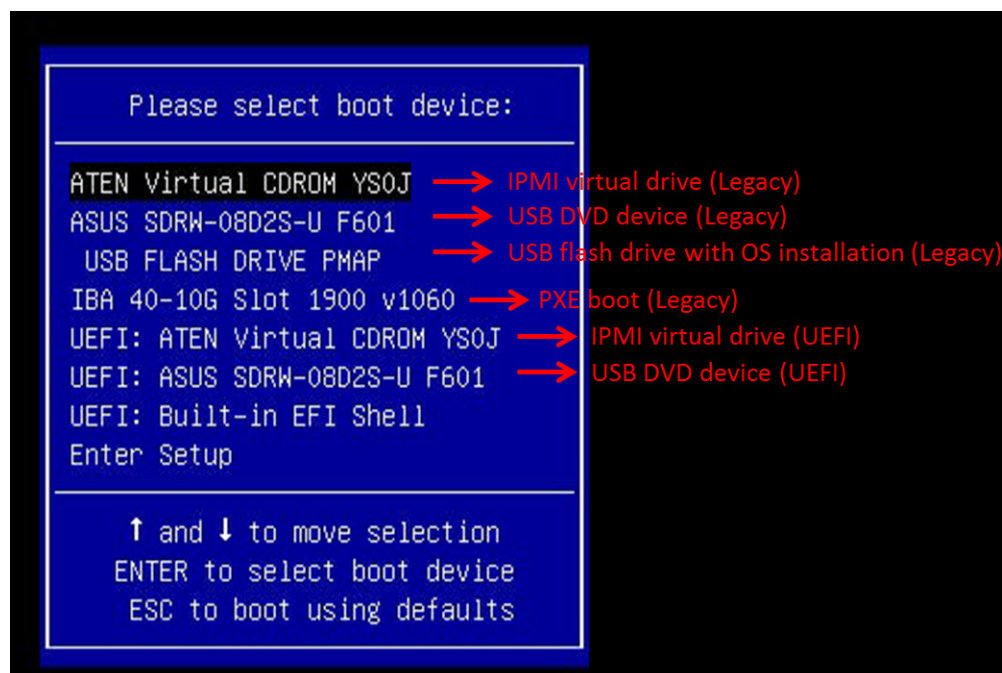 Please select boot device:
ATEN Virtual CDROM YS0J → IPMI virtual drive (Legacy)
ASUS SDRW-08D2S-U F601 → USB DVD device (Legacy)
USB FLASH DRIVE PMAP → USB flash drive with OS installation (Legacy)
IBA 40-10G Slot 1900 v1060 → PXE boot (Legacy)
UEFI: ATEN Virtual CDROM YS0J → IPMI virtual drive (UEFI)
UEFI: ASUS SDRW-08D2S-U F601 → USB DVD device (UEFI)
UEFI: Built-in EFI Shell
Enter Setup
↑ and ↓ to move selection
ENTER to select boot device
ESC to boot using defaults